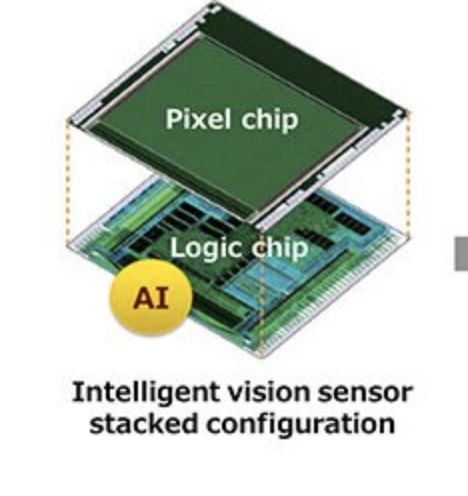 Pixel chip
Logic chip
AI
Intelligent vision sensor
stacked configuration